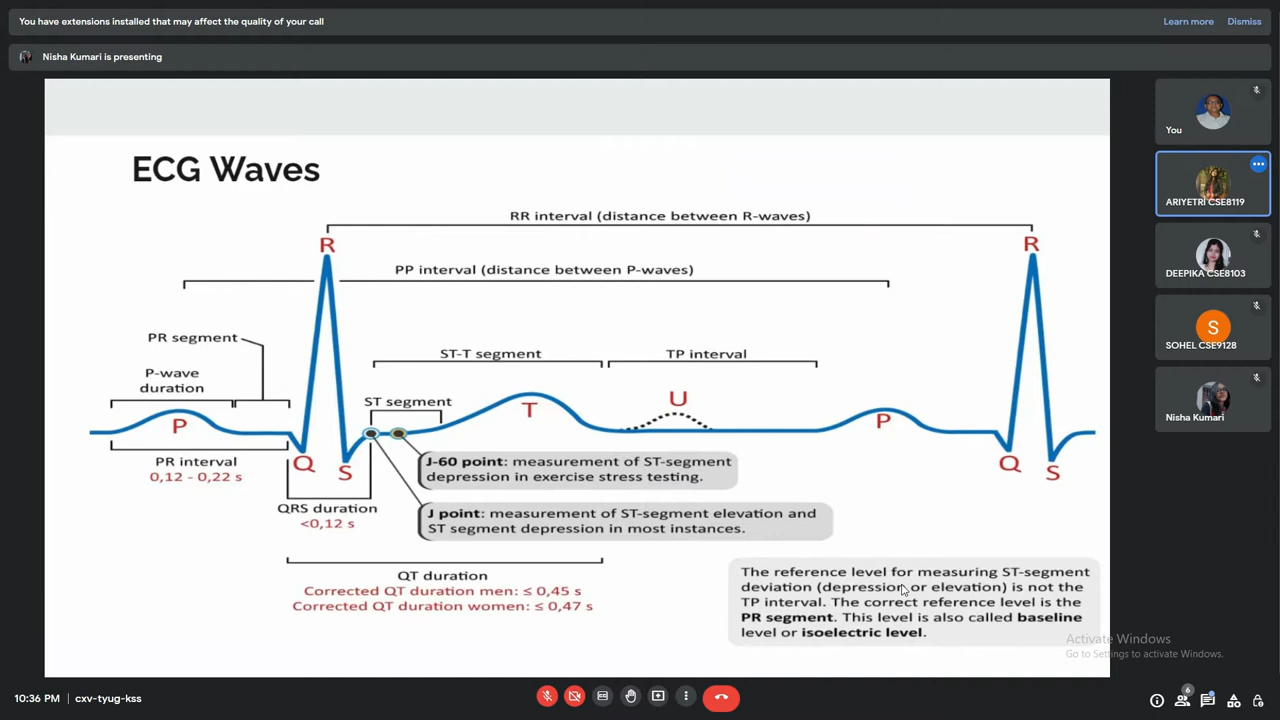 You have extensions installed that may affect the quality of your call
Learn more
Dismiss
Nisha Kumari is presenting
ECG Waves
RR interval (distance between R-waves)
R
R
PP interval (distance between P-waves)
PR segment
ST-T segment
TP interval
P-wave
duration
ST segment
U
P
T
P
PR interval
0,12 - 0,22 s
Q
S
Q
S
J-60 point: measurement of ST-segment
depression in exercise stress testing.
QRS duration
<0,12 s
J point: measurement of ST-segment elevation and
ST segment depression in most instances.
QT duration
Corrected QT duration men: ≤ 0,45 s
Corrected QT duration women: ≤ 0,47 s
The reference level for measuring ST-segment
deviation (depression or elevation) is not the
TP interval. The correct reference level is the
PR segment. This level is also called baseline
level or isoelectric level.
You
ARIYETRI CSE8119
DEEPIKA CSE8103
S
SOHEL CSE9128
Nisha Kumari
Activate Windows
Go to Settings to activate Windows.
10:36 PM | cxv-tyug-kss
6